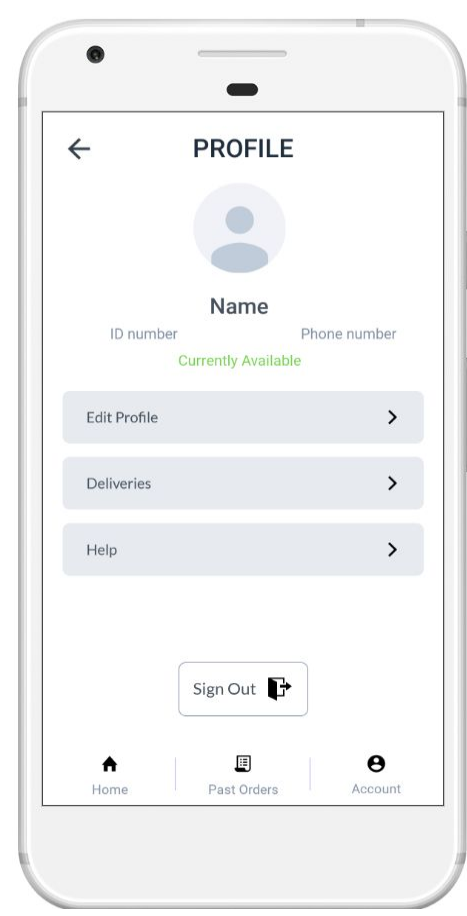 PROFILE
Name
ID number Phone number
Currently Available
Edit Profile
Deliveries
Help
Sign Out
Home Past Orders Account